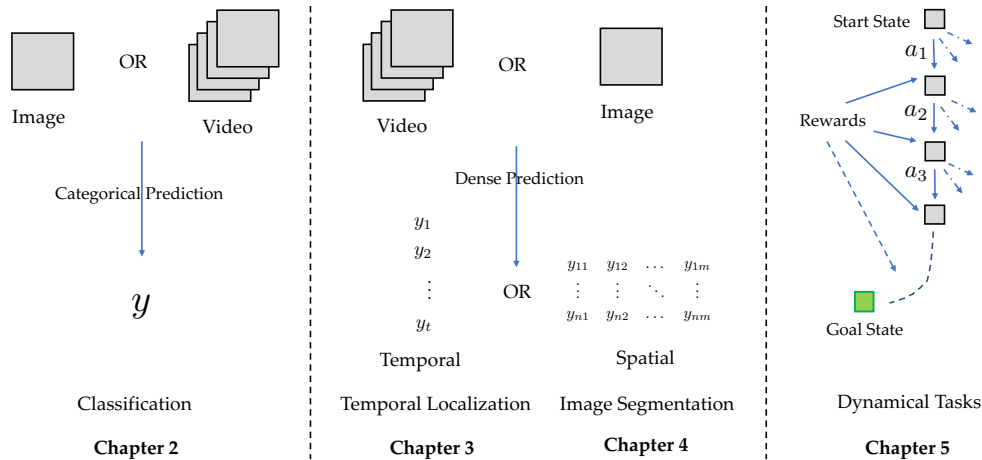 Image
OR
Video
Categorical Prediction
y
Classification
Chapter 2
Video
OR
Image
Dense Prediction
y1
y2
⋮
yt
Temporal
OR
y11 y12 … y1m
⋮ ⋮ ⋱ ⋮
yn1 yn2 … ynm
Spatial
Temporal Localization
Chapter 3
Image Segmentation
Chapter 4
Start State
a1
a2
Rewards
a3
Goal State
Dynamical Tasks
Chapter 5